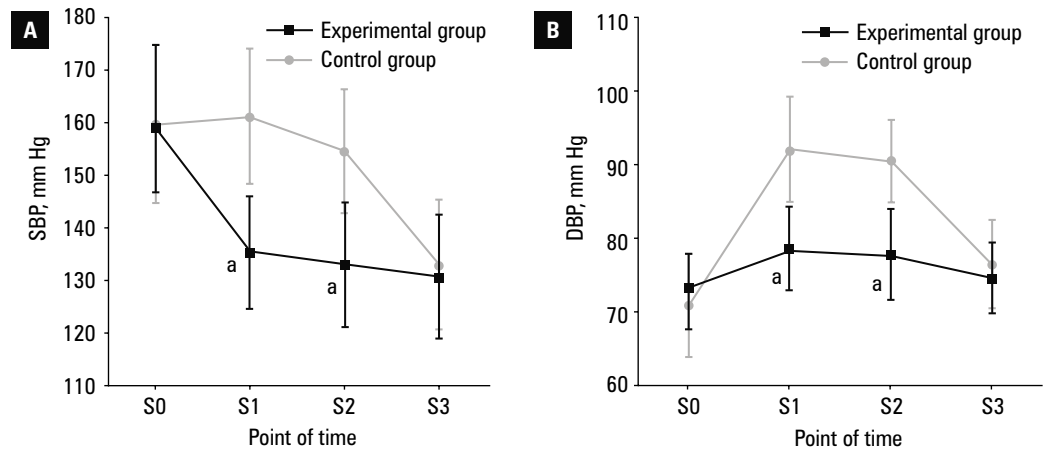 A
Experimental group
Control group
SBP, mm Hg
180
170
160
150
140
130
120
110
a
a
S0 S1 S2 S3
Point of time
B
Experimental group
Control group
DBP, mm Hg
110
100
90
80
70
60
a
a
S0 S1 S2 S3
Point of time